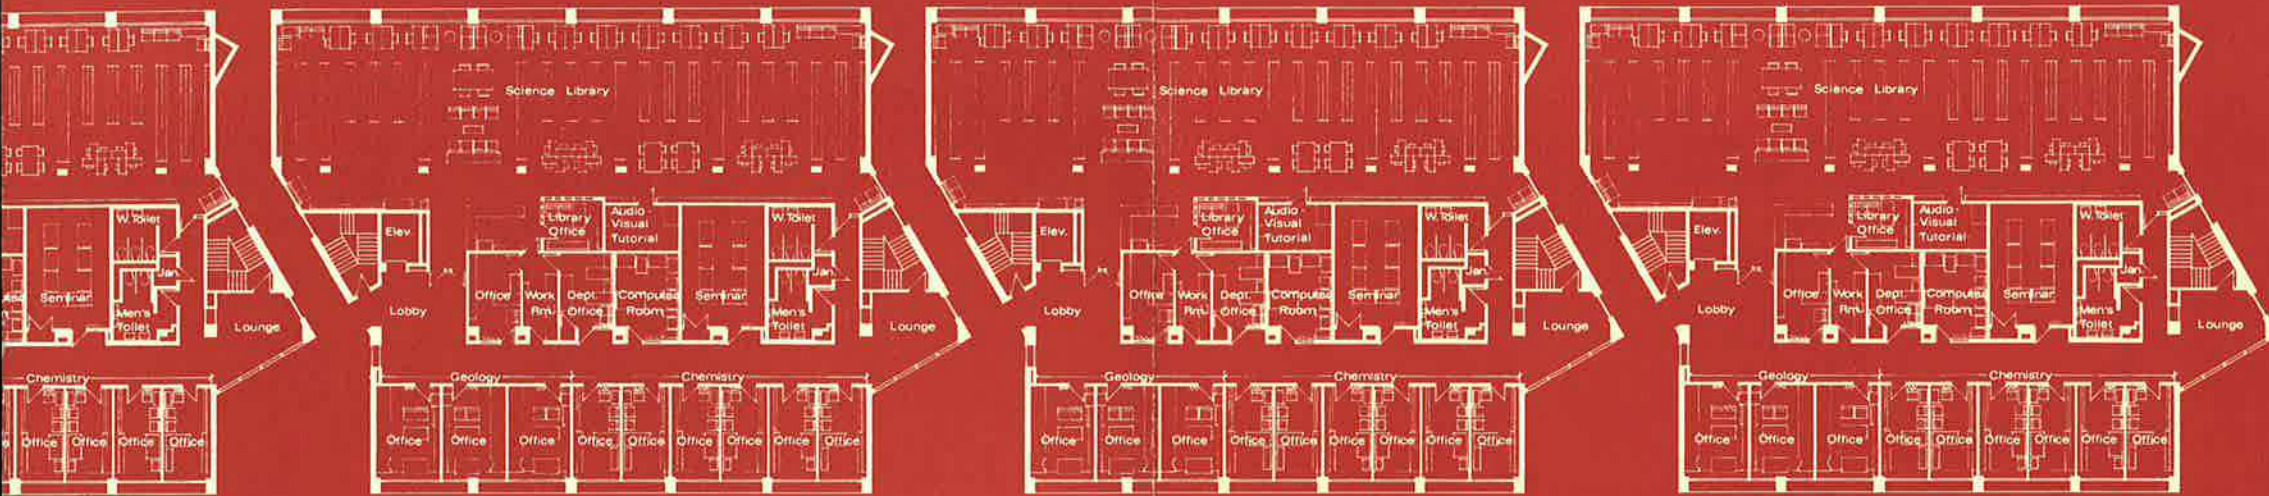 Science Library
Science Library
Science Library
W. Toilet
Seminar
Men's
Toilet
Lounge
Chemistry
Office
Office
Office
Office
Elev.
Library
Office
Audio-
Visual
Tutorial
W. Toilet
Jan.
Lobby
Office
Work
Rm.
Dept.
Office
Computer
Room
Seminar
Men's
Toilet
Lounge
Geology
Chemistry
Office
Office
Office
Office
Office
Office
Office
Office
Office
Elev.
Library
Office
Audio-
Visual
Tutorial
W. Toilet
Jan.
Lobby
Office
Work
Rm.
Dept.
Office
Computer
Room
Seminar
Men's
Toilet
Lounge
Geology
Chemistry
Office
Office
Office
Office
Office
Office
Office
Office
Office
Elev.
Library
Office
Audio-
Visual
Tutorial
W. Toilet
Jan.
Lobby
Office
Work
Rm.
Dept.
Office
Computer
Room
Seminar
Men's
Toilet
Lounge
Geology
Chemistry
Office
Office
Office
Office
Office
Office
Office
Office
Office